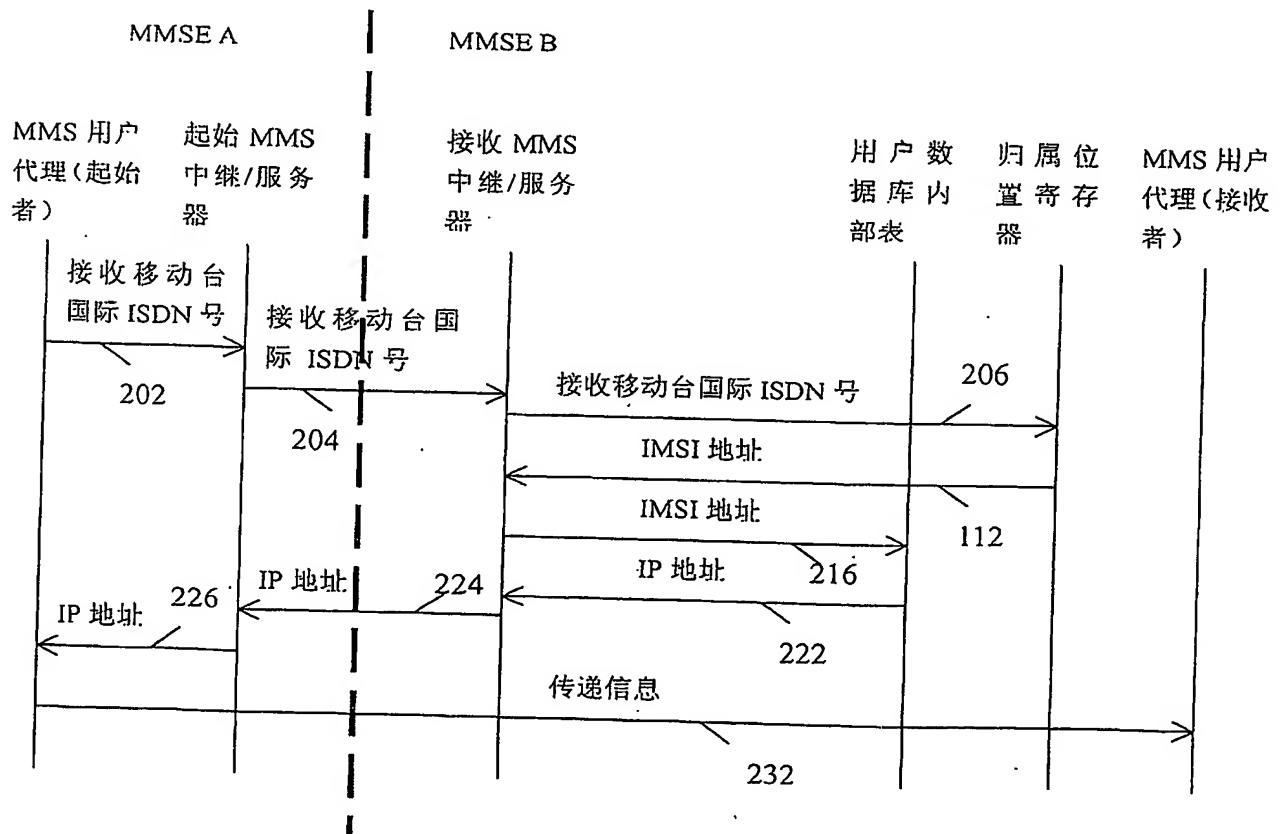 MMSE A
MMSE B
MMS 用户
代理(起始
者)
起始 MMS
中继/服务
器
接收 MMS
中继/服务
器
用户数
据库内
部表
归属位
置寄存
器
MMS 用户
代理(接收
者)
接收移动台
国际 ISDN 号
202
接收移动台国
际 ISDN 号
204
接收移动台国际 ISDN 号
206
IMSI 地址
112
IMSI 地址
216
IP 地址
222
IP 地址
224
IP 地址
226
传递信息
232